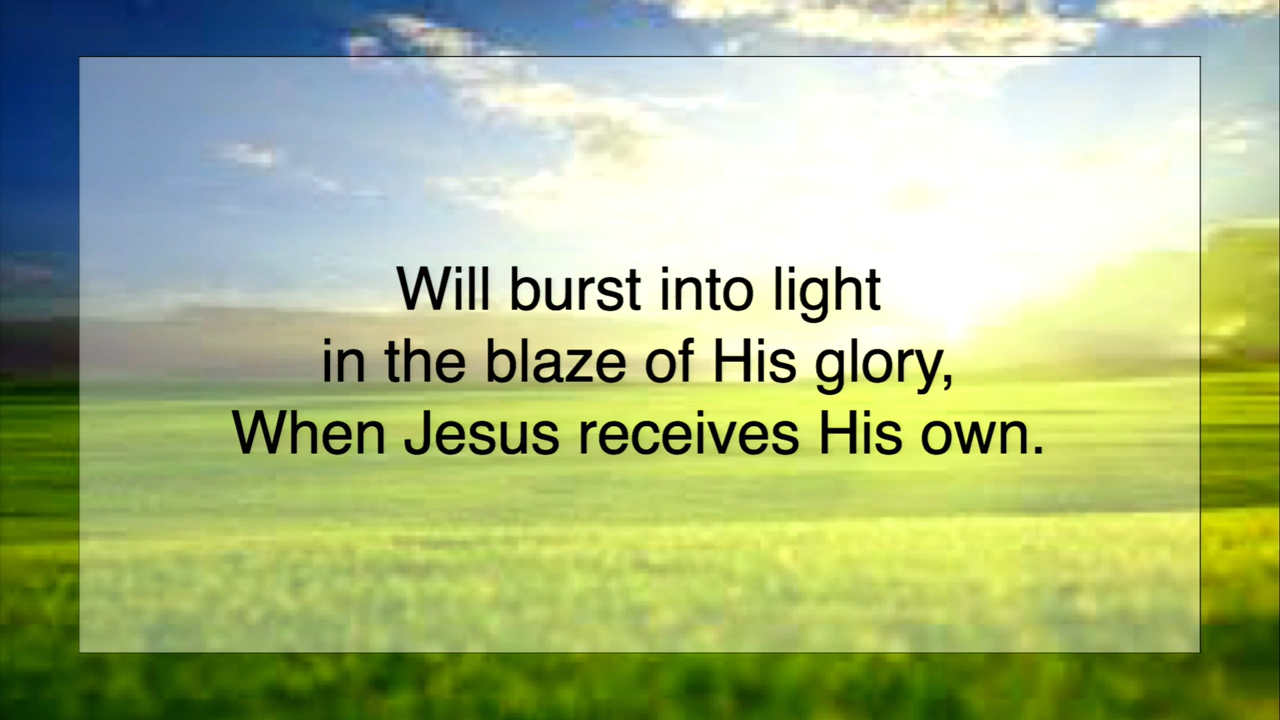 Will burst into light
in the blaze of His glory,
When Jesus receives His own.